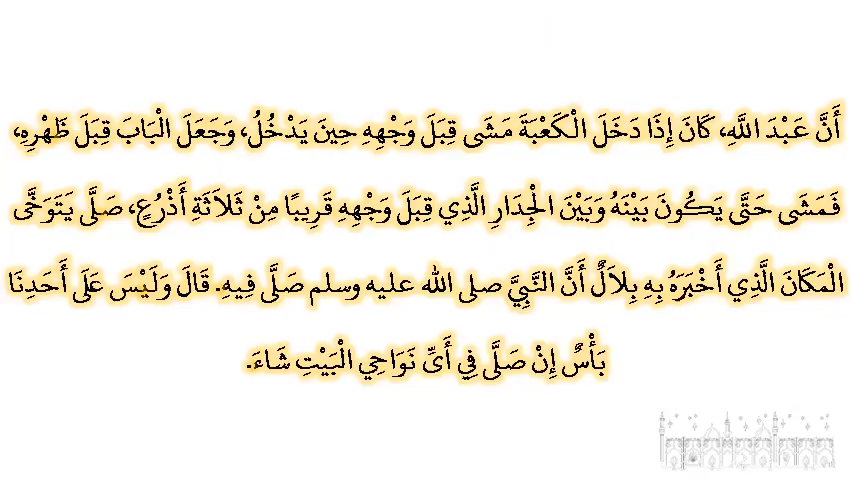 أَنَّ عَبْدَ اللَّهِ، كَانَ إِذَا دَخَلَ الْكَعْبَةَ مَشَى قِبَلَ وَجْهِهِ حِينَ يَدْخُلُ، وَجَعَلَ الْبَابَ قِبَلَ ظَهْرِهِ،
فَمَشَى حَتَّى يَكُونَ بَيْنَهُ وَبَيْنَ الْجِدَارِ الَّذِي قِبَلَ وَجْهِهِ قَرِيبًا مِنْ ثَلاَثَةِ أَذْرُعٍ، صَلَّى يَتَوَخَّى
الْمَكَانَ الَّذِي أَخْبَرَهُ بِهِ بِلاَلٌ أَنَّ النَّبِيَّ صلى الله عليه وسلم صَلَّى فِيهِ. قَالَ وَلَيْسَ عَلَى أَحَدِنَا
بَأْسٌ إِنْ صَلَّى فِي أَىِّ نَوَاحِي الْبَيْتِ شَاءَ.